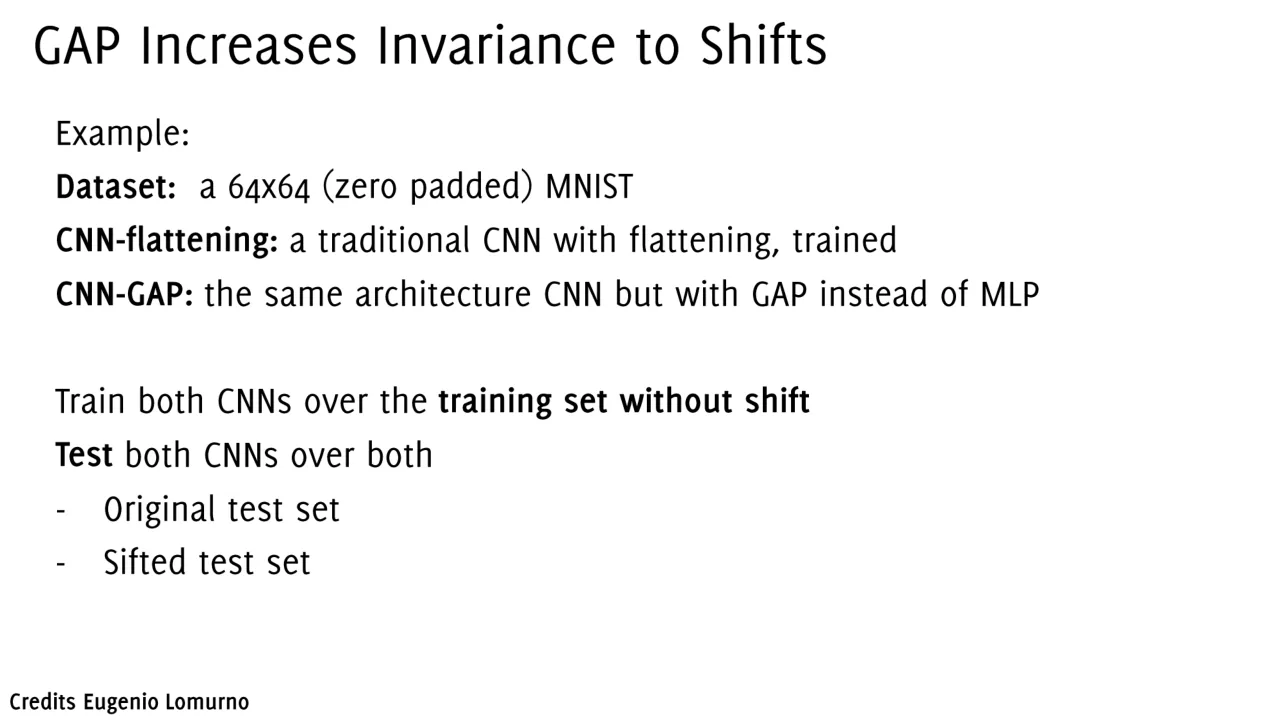 GAP Increases Invariance to Shifts
Example:
Dataset: a 64x64 (zero padded) MNIST
CNN-flattening: a traditional CNN with flattening, trained
CNN-GAP: the same architecture CNN but with GAP instead of MLP
Train both CNNs over the training set without shift
Test both CNNs over both
- Original test set
- Sifted test set
Credits Eugenio Lomurno